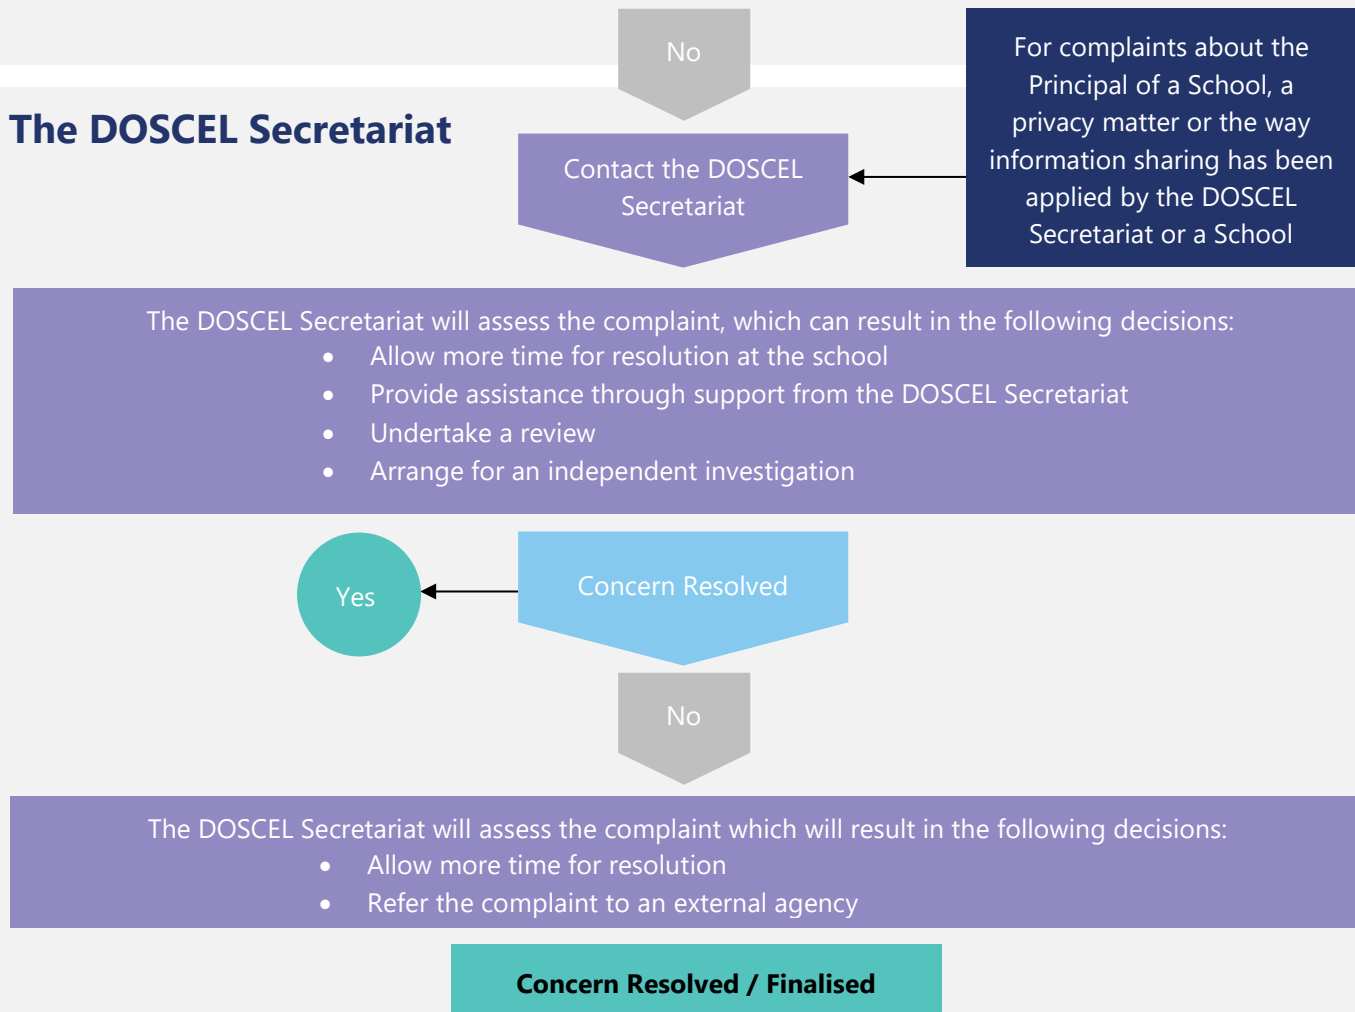 No
For complaints about the
Principal of a School, a
privacy matter or the way
information sharing has been
applied by the DOSCEL
Secretariat or a School
The DOSCEL Secretariat
Contact the DOSCEL
Secretariat
The DOSCEL Secretariat will assess the complaint, which can result in the following decisions:
• Allow more time for resolution at the school
• Provide assistance through support from the DOSCEL Secretariat
• Undertake a review
• Arrange for an independent investigation
Yes
Concern Resolved
No
The DOSCEL Secretariat will assess the complaint which will result in the following decisions:
• Allow more time for resolution
• Refer the complaint to an external agency
Concern Resolved / Finalised